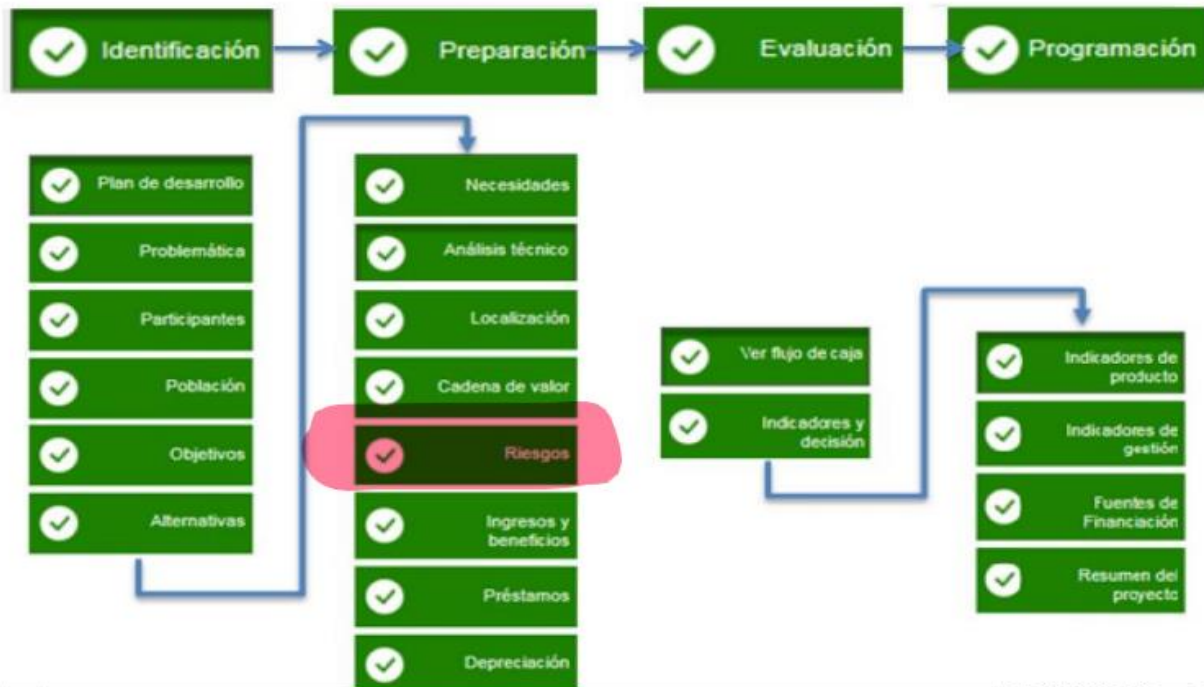 Identificación
Preparación
Evaluación
Programación
Plan de desarrollo
Problemática
Participantes
Población
Objetivos
Alternativas
Necesidades
Análisis técnico
Localización
Cadena de valor
Riesgos
Ingresos y
beneficios
Préstamos
Depreciación
Ver flujo de caja
Indicadores y
decisión
Indicadores de
producto
Indicadores de
gestión
Fuentes de
Financiación
Resumen del
proyecto